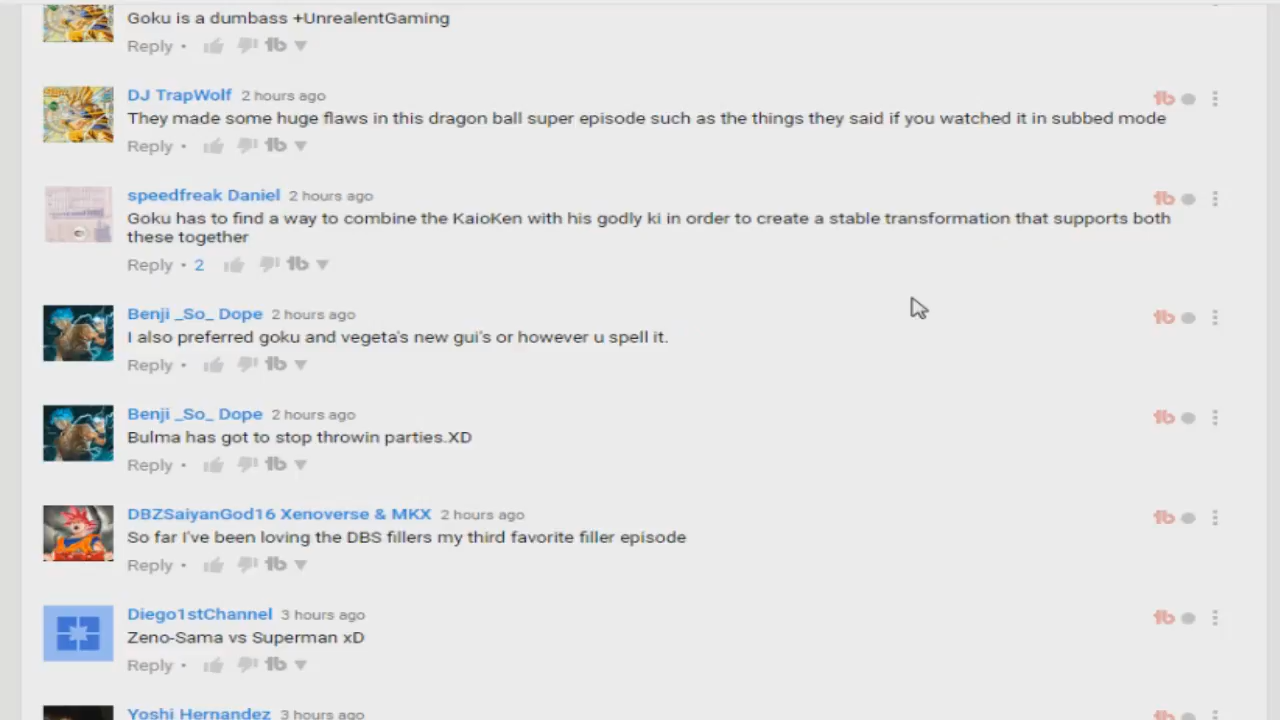 Goku is a dumbass +UnrealentGaming
Reply •
DJ TrapWolf 2 hours ago
They made some huge flaws in this dragon ball super episode such as the things they said if you watched it in subbed mode
Reply •
speedfreak Daniel 2 hours ago
Goku has to find a way to combine the KaioKen with his godly ki in order to create a stable transformation that supports both
these together
Reply • 2
Benji _So_ Dope 2 hours ago
I also preferred goku and vegeta's new gui's or however u spell it.
Reply •
Benji _So_ Dope 2 hours ago
Bulma has got to stop throwin parties.XD
Reply •
DBZSaiyanGod16 Xenoverse & MKX 2 hours ago
So far I've been loving the DBS fillers my third favorite filler episode
Reply •
Diego1stChannel 3 hours ago
Zeno-Sama vs Superman xD
Reply •
Yoshi Hernandez 3 hours ago